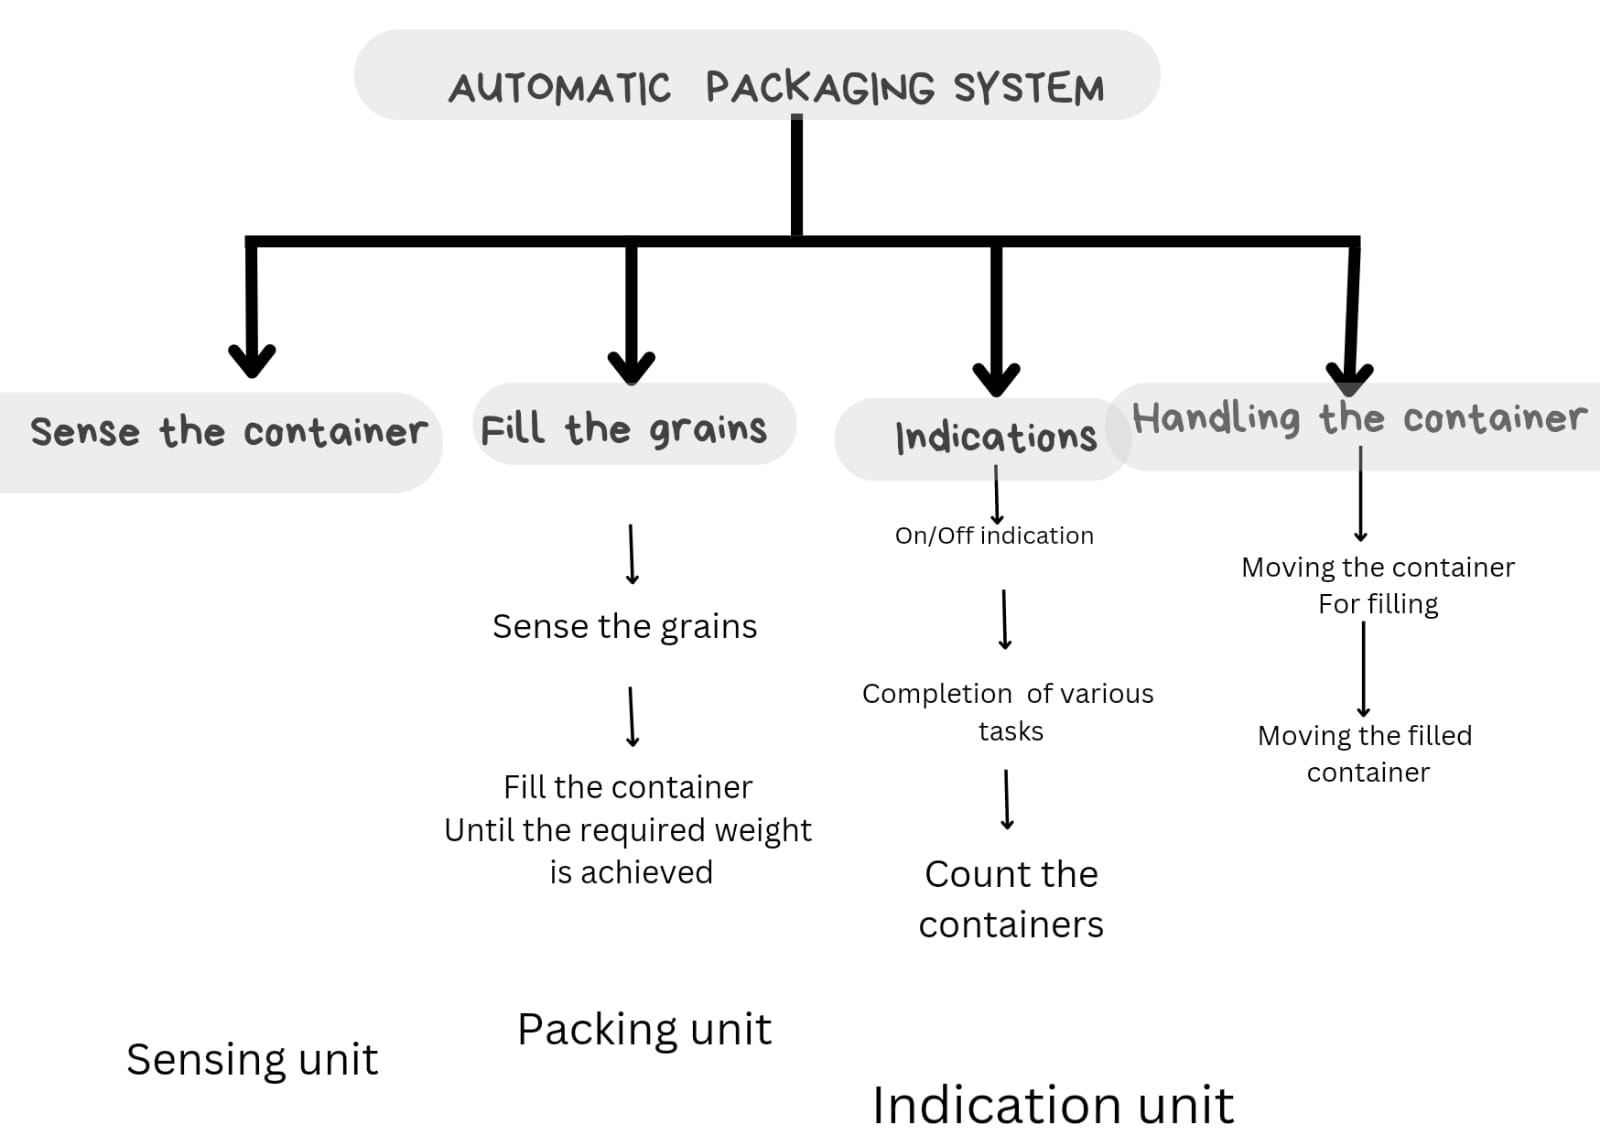 AUTOMATIC PACKAGING SYSTEM
Sense the container
Fill the grains
Sense the grains
Fill the container
Until the required weight
is achieved
Indications
On/Off indication
Completion of various
tasks
Count the
containers
Handling the container
Moving the container
For filling
Moving the filled
container
Sensing unit
Packing unit
Indication unit